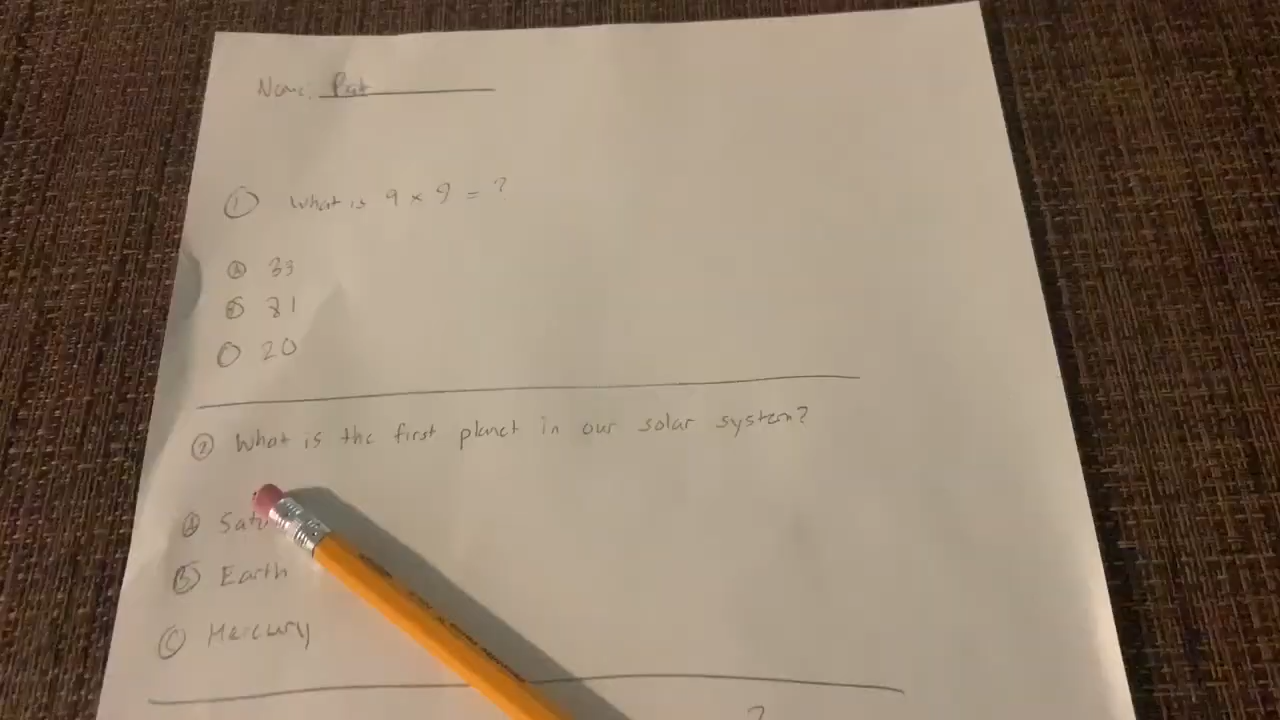 Name: Pat
① What is 9 × 9 = ?
Ⓐ 33
Ⓑ 81
Ⓒ 20
② What is the first planet in our solar system?
Ⓐ
Ⓑ Earth
Ⓒ Mercury
?